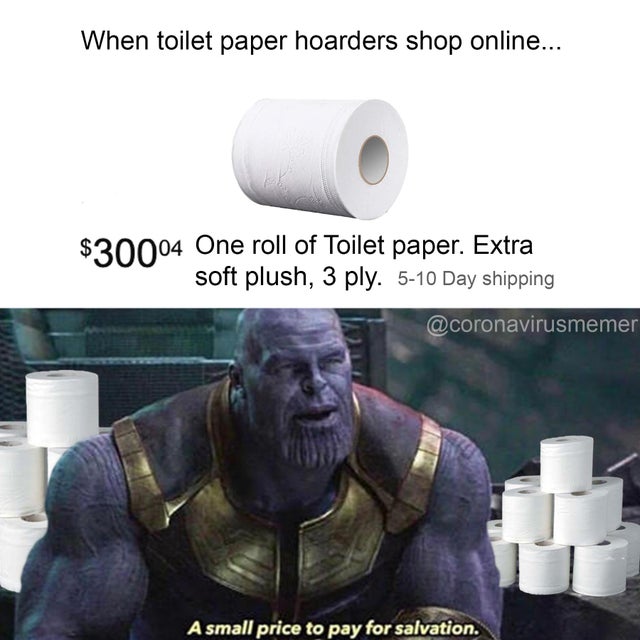 When toilet paper hoarders shop online...
$30004 One roll of Toilet paper. Extra
soft plush, 3 ply. 5-10 Day shipping
@coronavirusmemer
A small price to pay for salvation.